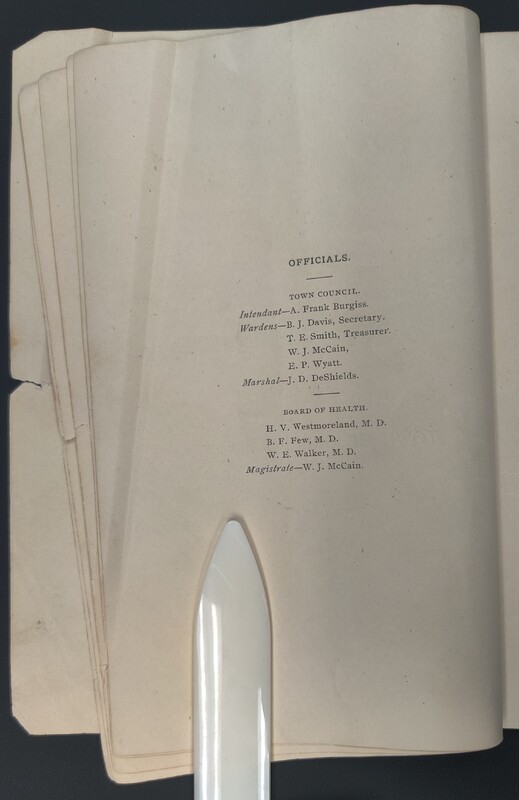 OFFICIALS.
TOWN COUNCIL.
Intendant—A. Frank Burgiss.
Wardens—B. J. Davis, Secretary.
T. E. Smith, Treasurer.
W. J. McCain,
E. P. Wyatt.
Marshal—J. D. DeShields.
BOARD OF HEALTH.
H. V. Westmoreland, M. D.
B. F. Few, M. D.
W. E. Walker, M. D.
Magistrate—W. J. McCain.